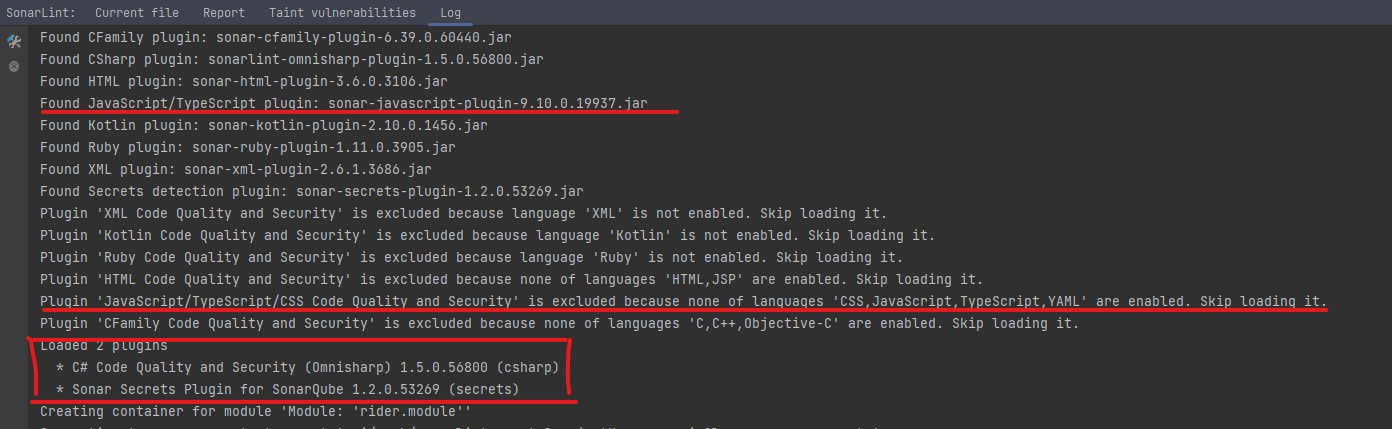 SonarLint: Current file Report Taint vulnerabilities Log
Found CFamily plugin: sonar-cfamily-plugin-6.39.0.60440.jar
Found CSharp plugin: sonarlint-omnisharp-plugin-1.5.0.56800.jar
Found HTML plugin: sonar-html-plugin-3.6.0.3106.jar
Found JavaScript/TypeScript plugin: sonar-javascript-plugin-9.10.0.19937.jar
Found Kotlin plugin: sonar-kotlin-plugin-2.10.0.1456.jar
Found Ruby plugin: sonar-ruby-plugin-1.11.0.3905.jar
Found XML plugin: sonar-xml-plugin-2.6.1.3686.jar
Found Secrets detection plugin: sonar-secrets-plugin-1.2.0.53269.jar
Plugin 'XML Code Quality and Security' is excluded because language 'XML' is not enabled. Skip loading it.
Plugin 'Kotlin Code Quality and Security' is excluded because language 'Kotlin' is not enabled. Skip loading it.
Plugin 'Ruby Code Quality and Security' is excluded because language 'Ruby' is not enabled. Skip loading it.
Plugin 'HTML Code Quality and Security' is excluded because none of languages 'HTML,JSP' are enabled. Skip loading it.
Plugin 'JavaScript/TypeScript/CSS Code Quality and Security' is excluded because none of languages 'CSS,JavaScript,TypeScript,YAML' are enabled. Skip loading it.
Plugin 'CFamily Code Quality and Security' is excluded because none of languages 'C,C++,Objective-C' are enabled. Skip loading it.
Loaded 2 plugins
* C# Code Quality and Security (Omnisharp) 1.5.0.56800 (csharp)
* Sonar Secrets Plugin for SonarQube 1.2.0.53269 (secrets)
Creating container for module 'Module: 'rider.module''